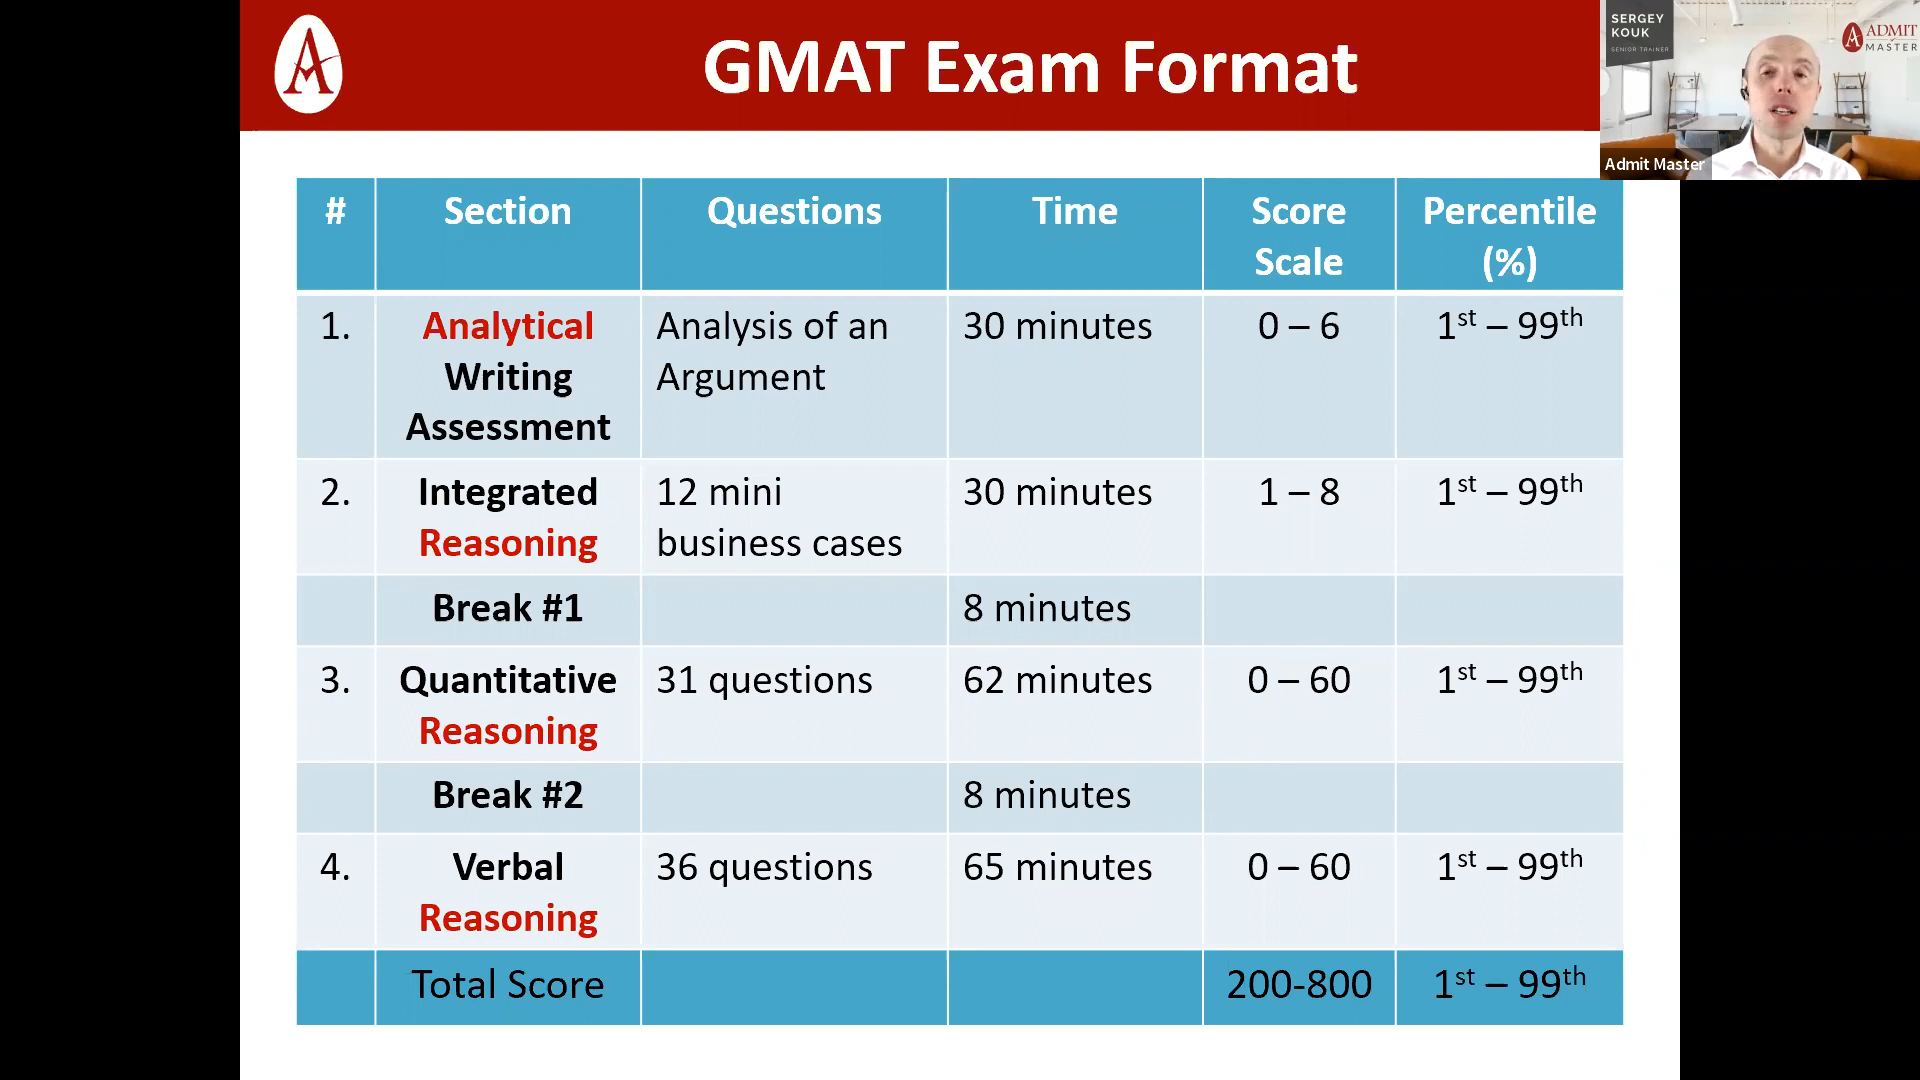 GMAT Exam Format
SERGEY
KOUK
SENIOR TRAINER
ADMIT
MASTER
Admit Master
# Section Questions Time Score Scale Percentile (%)
1. Analytical Writing Assessment Analysis of an Argument 30 minutes 0 – 6 1st – 99th
2. Integrated Reasoning 12 mini business cases 30 minutes 1 – 8 1st – 99th
Break #1 8 minutes
3. Quantitative Reasoning 31 questions 62 minutes 0 – 60 1st – 99th
Break #2 8 minutes
4. Verbal Reasoning 36 questions 65 minutes 0 – 60 1st – 99th
Total Score 200-800 1st – 99th